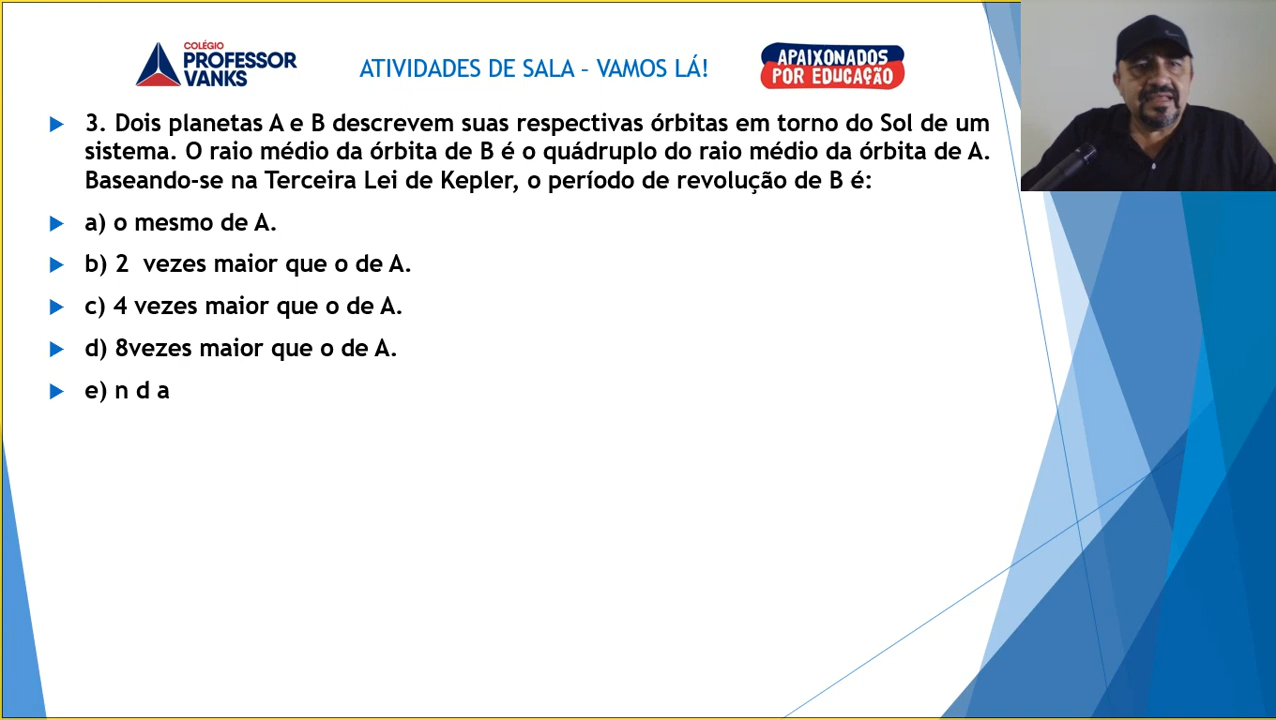 COLÉGIO
PROFESSOR
VANKS
ATIVIDADES DE SALA – VAMOS LÁ!
APAIXONADOS
POR EDUCAÇÃO
3. Dois planetas A e B descrevem suas respectivas órbitas em torno do Sol de um
sistema. O raio médio da órbita de B é o quádruplo do raio médio da órbita de A.
Baseando-se na Terceira Lei de Kepler, o período de revolução de B é:
a) o mesmo de A.
b) 2  vezes maior que o de A.
c) 4 vezes maior que o de A.
d) 8vezes maior que o de A.
e) n d a